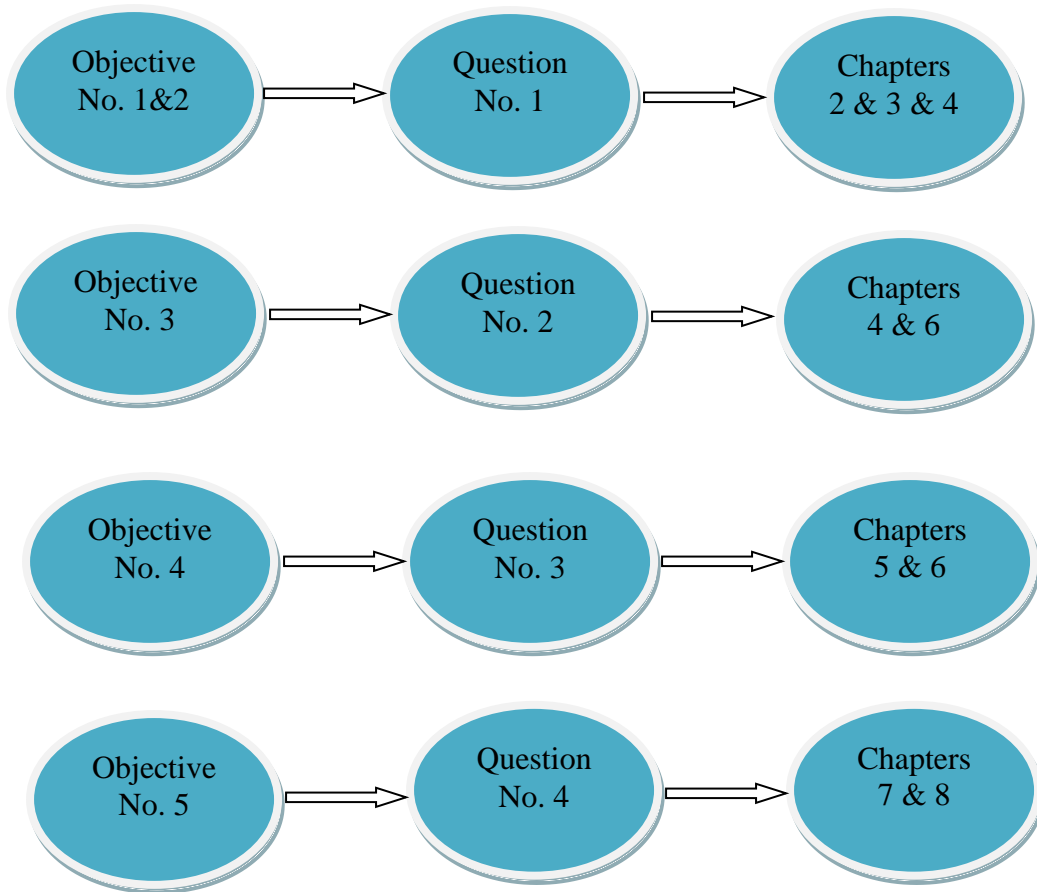 Objective
No. 1&2
Question
No. 1
Chapters
2 & 3 & 4
Objective
No. 3
Question
No. 2
Chapters
4 & 6
Objective
No. 4
Question
No. 3
Chapters
5 & 6
Objective
No. 5
Question
No. 4
Chapters
7 & 8